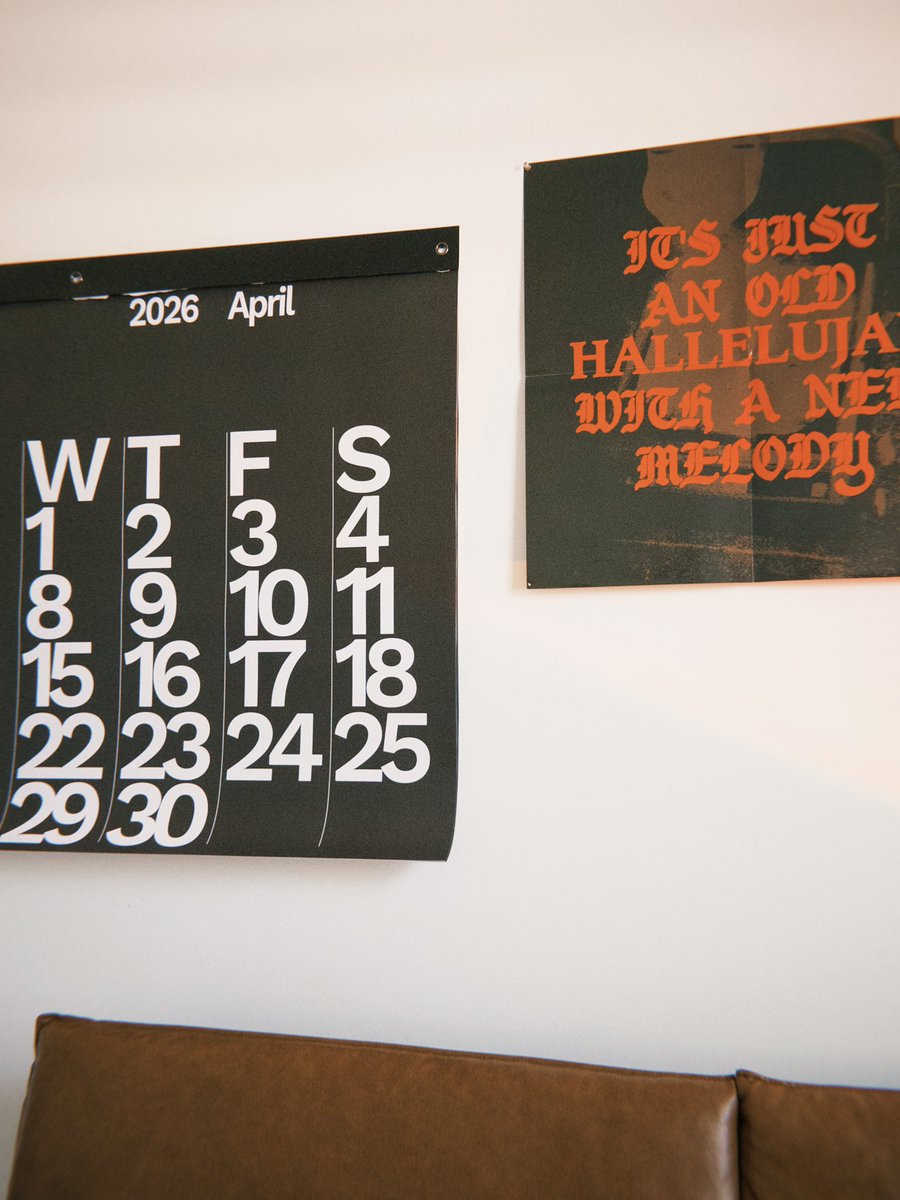 2026 April
W T F S
1 2 3 4
8 9 10 11
15 16 17 18
22 23 24 25
29 30
IT'S JUST
AN OLD
HALLELUJA
WITH A NE
MELODY